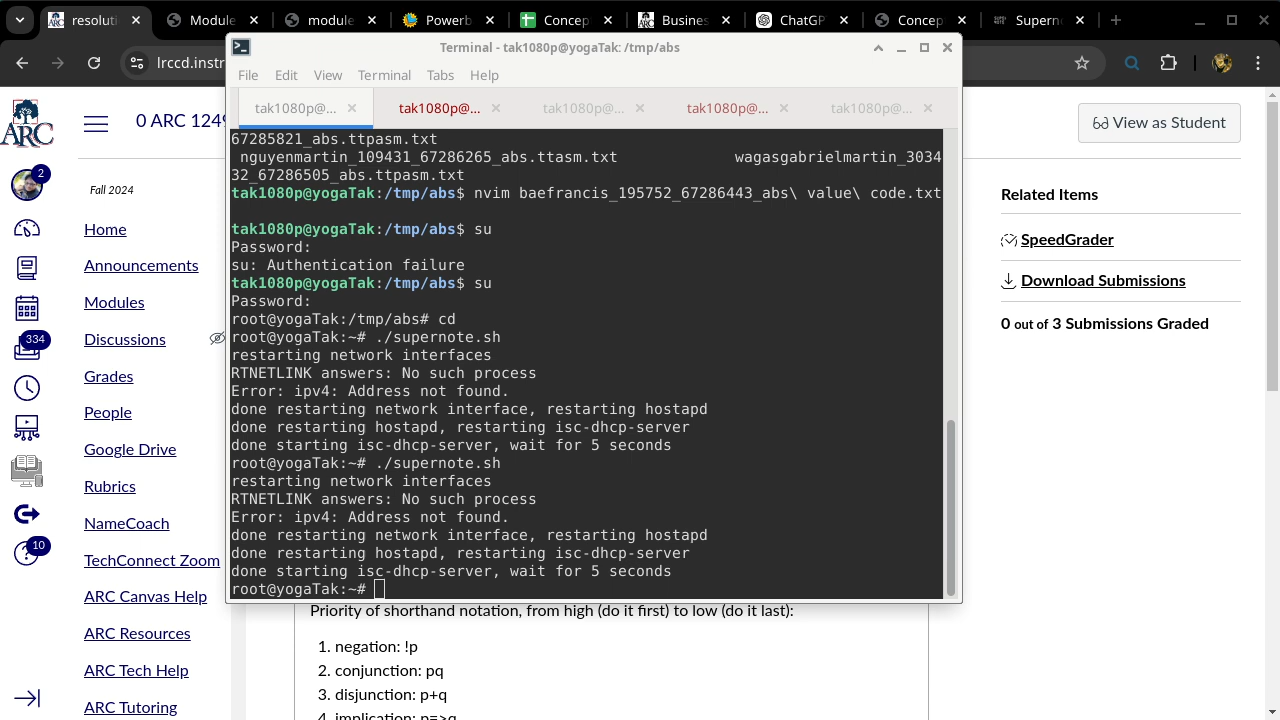 resoluti
Module
module
Powerb
Concep
Busines
ChatGP
Concep
Superno
lrccd.instr
Terminal - tak1080p@yogaTak: /tmp/abs
File Edit View Terminal Tabs Help
tak1080p@... tak1080p@... tak1080p@... tak1080p@... tak1080p@...
67285821_abs.ttpasm.txt
nguyenmartin_109431_67286265_abs.ttasm.txt wagasgabrielmartin_3034
32_67286505_abs.ttpasm.txt
tak1080p@yogaTak:/tmp/abs$ nvim baefrancis_195752_67286443_abs\ value\ code.txt
tak1080p@yogaTak:/tmp/abs$ su
Password:
su: Authentication failure
tak1080p@yogaTak:/tmp/abs$ su
Password:
root@yogaTak:/tmp/abs# cd
root@yogaTak:~# ./supernote.sh
restarting network interfaces
RTNETLINK answers: No such process
Error: ipv4: Address not found.
done restarting network interface, restarting hostapd
done restarting hostapd, restarting isc-dhcp-server
done starting isc-dhcp-server, wait for 5 seconds
root@yogaTak:~# ./supernote.sh
restarting network interfaces
RTNETLINK answers: No such process
Error: ipv4: Address not found.
done restarting network interface, restarting hostapd
done restarting hostapd, restarting isc-dhcp-server
done starting isc-dhcp-server, wait for 5 seconds
root@yogaTak:~#
ARC
2
334
10
0 ARC 1249
Fall 2024
Home
Announcements
Modules
Discussions
Grades
People
Google Drive
Rubrics
NameCoach
TechConnect Zoom
ARC Canvas Help
ARC Resources
ARC Tech Help
ARC Tutoring
View as Student
Related Items
SpeedGrader
Download Submissions
0 out of 3 Submissions Graded
Priority of shorthand notation, from high (do it first) to low (do it last):
1. negation: !p
2. conjunction: pq
3. disjunction: p+q
4. implication: p=>q